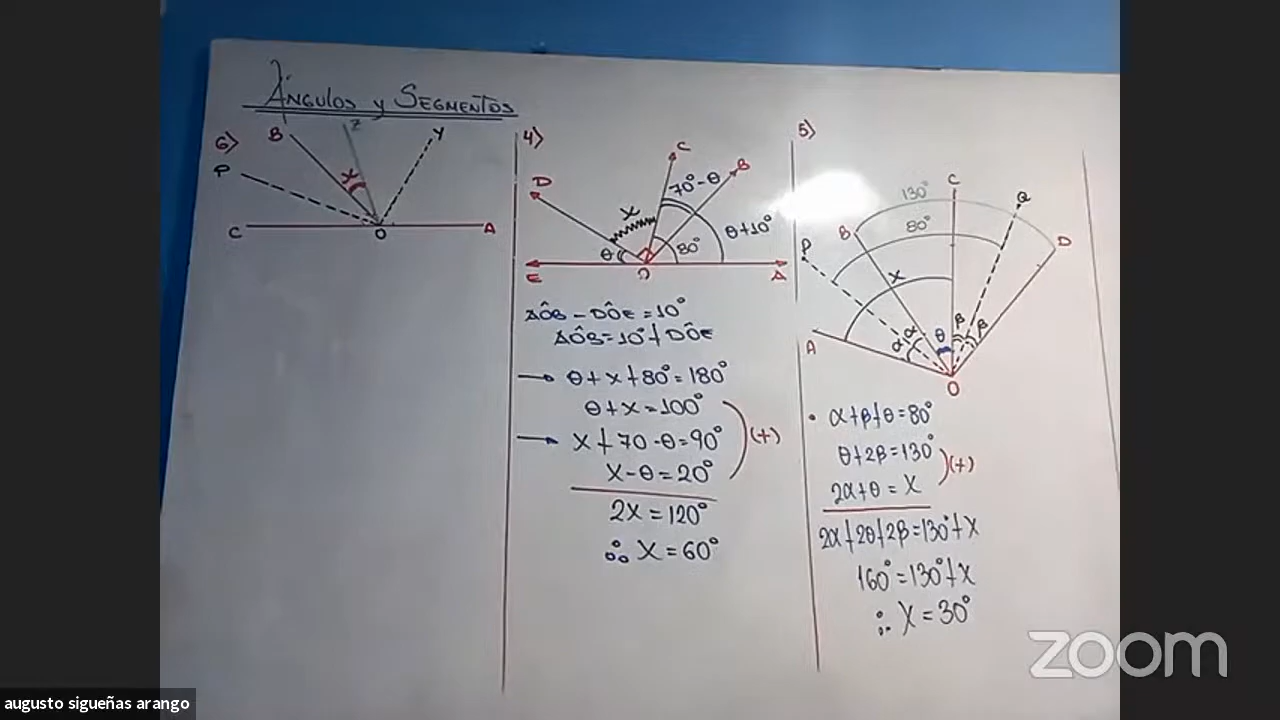 ÁNGULOS y SEGMENTOS
6)
B
Z
Y
P
X
C
O
A
4)
C
B
D
70°-θ
X
θ+10°
θ
80°
E
O
A
AÔB - DÔE = 10°
AÔB = 10° + DÔE
θ + X + 80° = 180°
θ + X = 100°
X + 70 - θ = 90°
(+)
X - θ = 20°
2X = 120°
∴ X = 60°
5)
C
130°
Q
B
80°
D
P
X
A
α
α
θ
β
β
O
• α+β+θ=80°
θ+2β=130°
(+)
2α+θ = X
2α+2θ+2β=130°+X
160°=130°+X
∴ X = 30°
zoom
augusto sigueñas arango